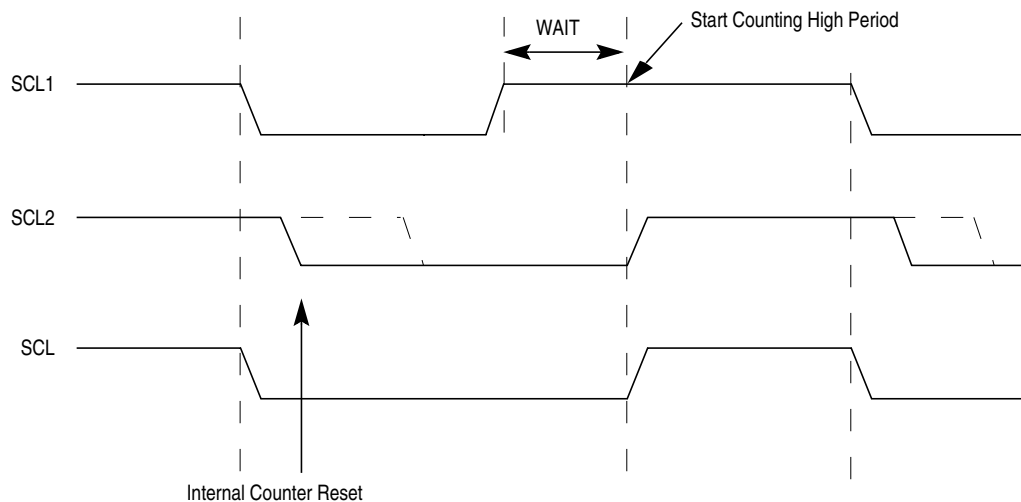 WAIT
Start Counting High Period
SCL1
SCL2
SCL
Internal Counter Reset